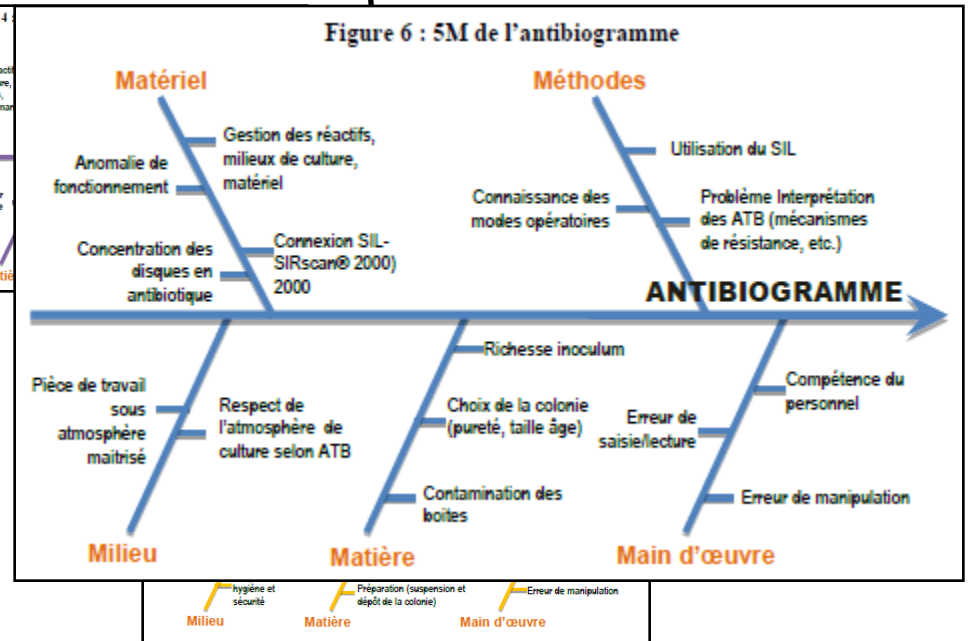 Figure 6 : 5M de l'antibiogramme
Matériel
Méthodes
Gestion des réactifs,
milieux de culture,
matériel
Anomalie de
fonctionnement
Connexion SIL-
SIRscan® 2000)
2000
Concentration des
disques en
antibiotique
Utilisation du SIL
Connaissance des
modes opératoires
Problème Interprétation
des ATB (mécanismes
de résistance, etc.)
ANTIBIOGRAMME
Pièce de travail
sous
atmosphère
maitrisé
Respect de
l'atmosphère de
culture selon ATB
Richesse inoculum
Choix de la colonie
(pureté, taille âge)
Contamination des
boites
Compétence du
personnel
Erreur de
saisie/lecture
Erreur de manipulation
Milieu
Matière
Main d'œuvre
hygiène et
sécurité
Préparation (suspension et
dépôt de la colonie)
Erreur de manipulation
Milieu
Matière
Main d'œuvre